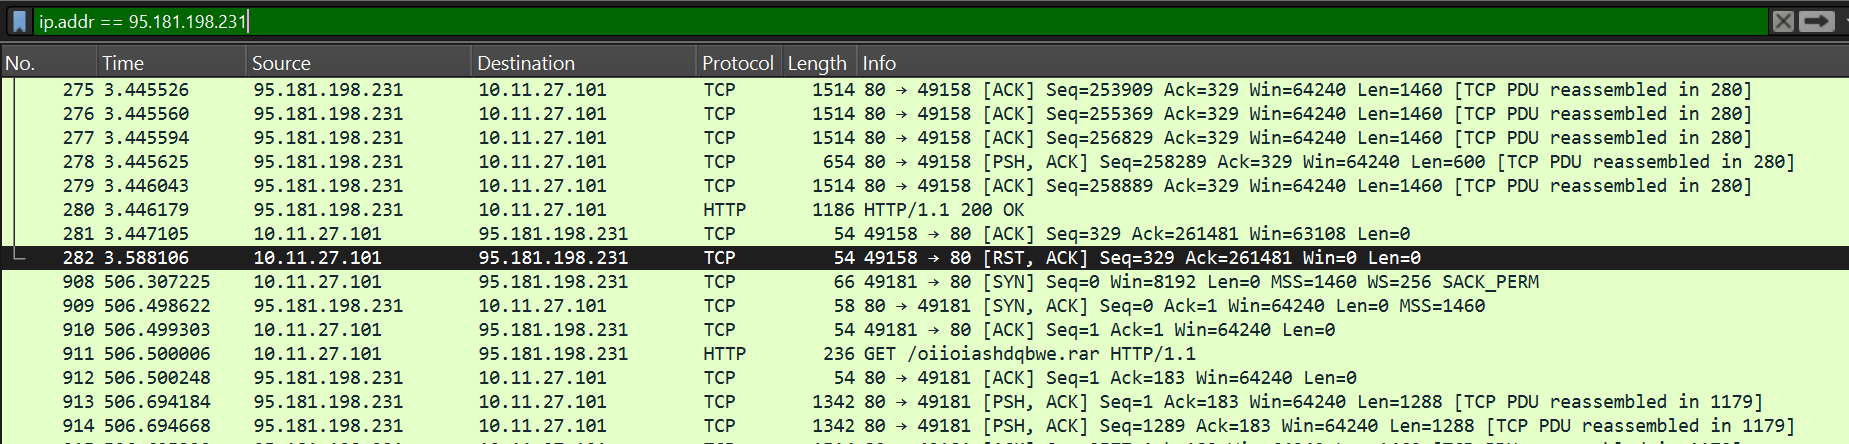 ip.addr == 95.181.198.231
No. Time Source Destination Protocol Length Info
275 3.445526 95.181.198.231 10.11.27.101 TCP 1514 80 → 49158 [ACK] Seq=253909 Ack=329 Win=64240 Len=1460 [TCP PDU reassembled in 280]
276 3.445560 95.181.198.231 10.11.27.101 TCP 1514 80 → 49158 [ACK] Seq=255369 Ack=329 Win=64240 Len=1460 [TCP PDU reassembled in 280]
277 3.445594 95.181.198.231 10.11.27.101 TCP 1514 80 → 49158 [ACK] Seq=256829 Ack=329 Win=64240 Len=1460 [TCP PDU reassembled in 280]
278 3.445625 95.181.198.231 10.11.27.101 TCP 654 80 → 49158 [PSH, ACK] Seq=258289 Ack=329 Win=64240 Len=600 [TCP PDU reassembled in 280]
279 3.446043 95.181.198.231 10.11.27.101 TCP 1514 80 → 49158 [ACK] Seq=258889 Ack=329 Win=64240 Len=1460 [TCP PDU reassembled in 280]
280 3.446179 95.181.198.231 10.11.27.101 HTTP 1186 HTTP/1.1 200 OK
281 3.447105 10.11.27.101 95.181.198.231 TCP 54 49158 → 80 [ACK] Seq=329 Ack=261481 Win=63108 Len=0
282 3.588106 10.11.27.101 95.181.198.231 TCP 54 49158 → 80 [RST, ACK] Seq=329 Ack=261481 Win=0 Len=0
908 506.307225 10.11.27.101 95.181.198.231 TCP 66 49181 → 80 [SYN] Seq=0 Win=8192 Len=0 MSS=1460 WS=256 SACK_PERM
909 506.498622 95.181.198.231 10.11.27.101 TCP 58 80 → 49181 [SYN, ACK] Seq=0 Ack=1 Win=64240 Len=0 MSS=1460
910 506.499303 10.11.27.101 95.181.198.231 TCP 54 49181 → 80 [ACK] Seq=1 Ack=1 Win=64240 Len=0
911 506.500006 10.11.27.101 95.181.198.231 HTTP 236 GET /oiioiashdqbwe.rar HTTP/1.1
912 506.500248 95.181.198.231 10.11.27.101 TCP 54 80 → 49181 [ACK] Seq=1 Ack=183 Win=64240 Len=0
913 506.694184 95.181.198.231 10.11.27.101 TCP 1342 80 → 49181 [PSH, ACK] Seq=1 Ack=183 Win=64240 Len=1288 [TCP PDU reassembled in 1179]
914 506.694668 95.181.198.231 10.11.27.101 TCP 1342 80 → 49181 [PSH, ACK] Seq=1289 Ack=183 Win=64240 Len=1288 [TCP PDU reassembled in 1179]